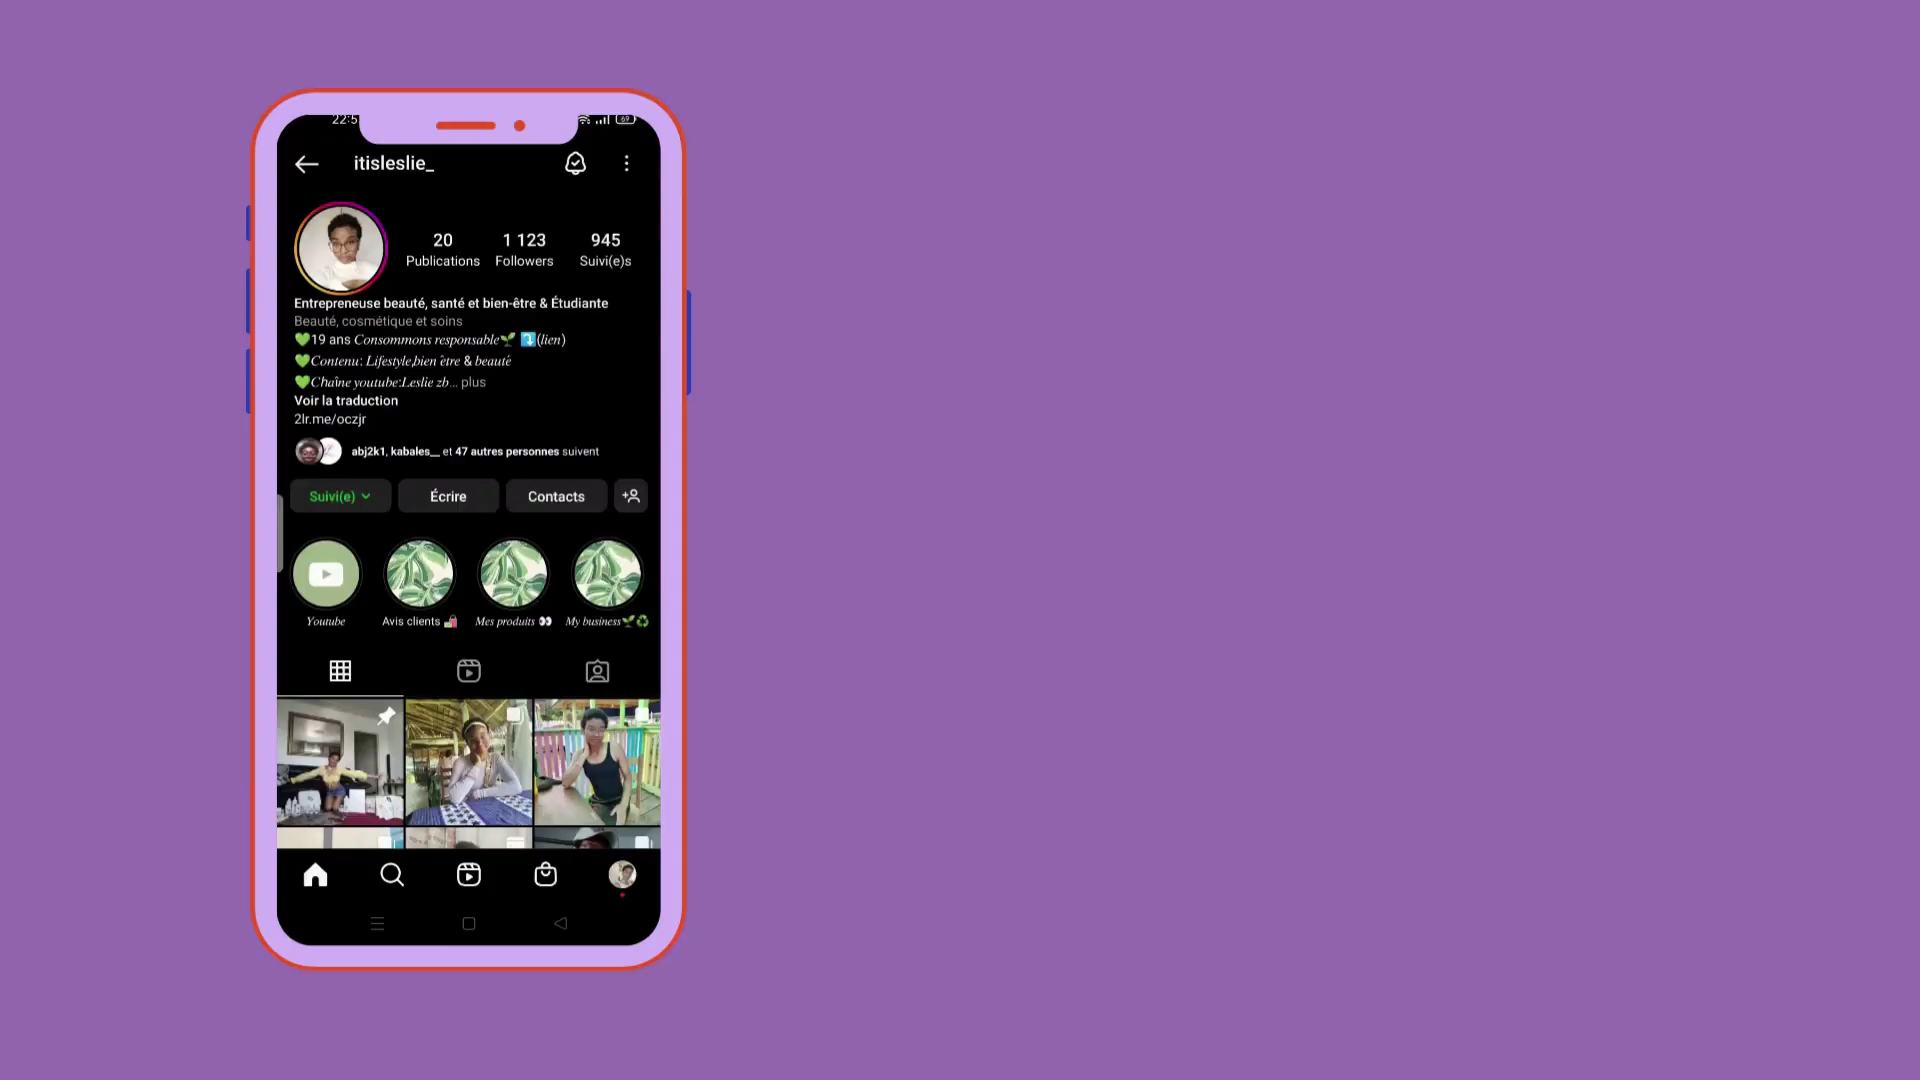 22:5
69
itisleslie_
20 1 123 945
Publications Followers Suivi(e)s
Entrepreneuse beauté, santé et bien-être & Étudiante
Beauté, cosmétique et soins
💚19 ans Consommons responsable🌱 ⤵️(lien)
💚Contenu: Lifestyle,bien être & beauté
💚Chaîne youtube:Leslie zb... plus
Voir la traduction
2lr.me/oczjr
abj2k1, kabales__ et 47 autres personnes suivent
Suivi(e) Écrire Contacts
Youtube Avis clients 🛍️ Mes produits 👀 My business🌱♻️